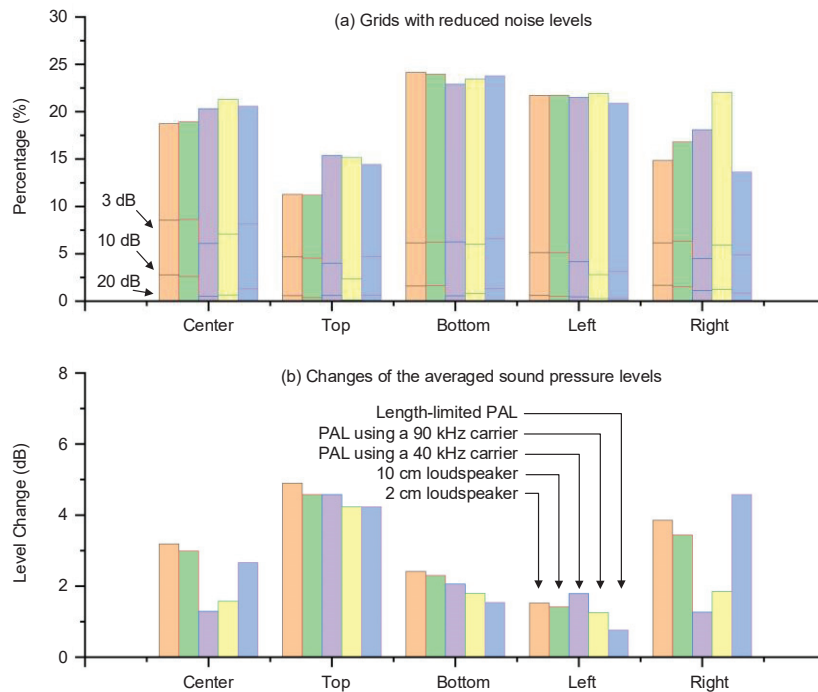 (a) Grids with reduced noise levels
Percentage (%)
30
25
20
15
10
5
0
3 dB
10 dB
20 dB
Center Top Bottom Left Right
(b) Changes of the averaged sound pressure levels
Level Change (dB)
8
6
4
2
0
Length-limited PAL
PAL using a 90 kHz carrier
PAL using a 40 kHz carrier
10 cm loudspeaker
2 cm loudspeaker
Center Top Bottom Left Right